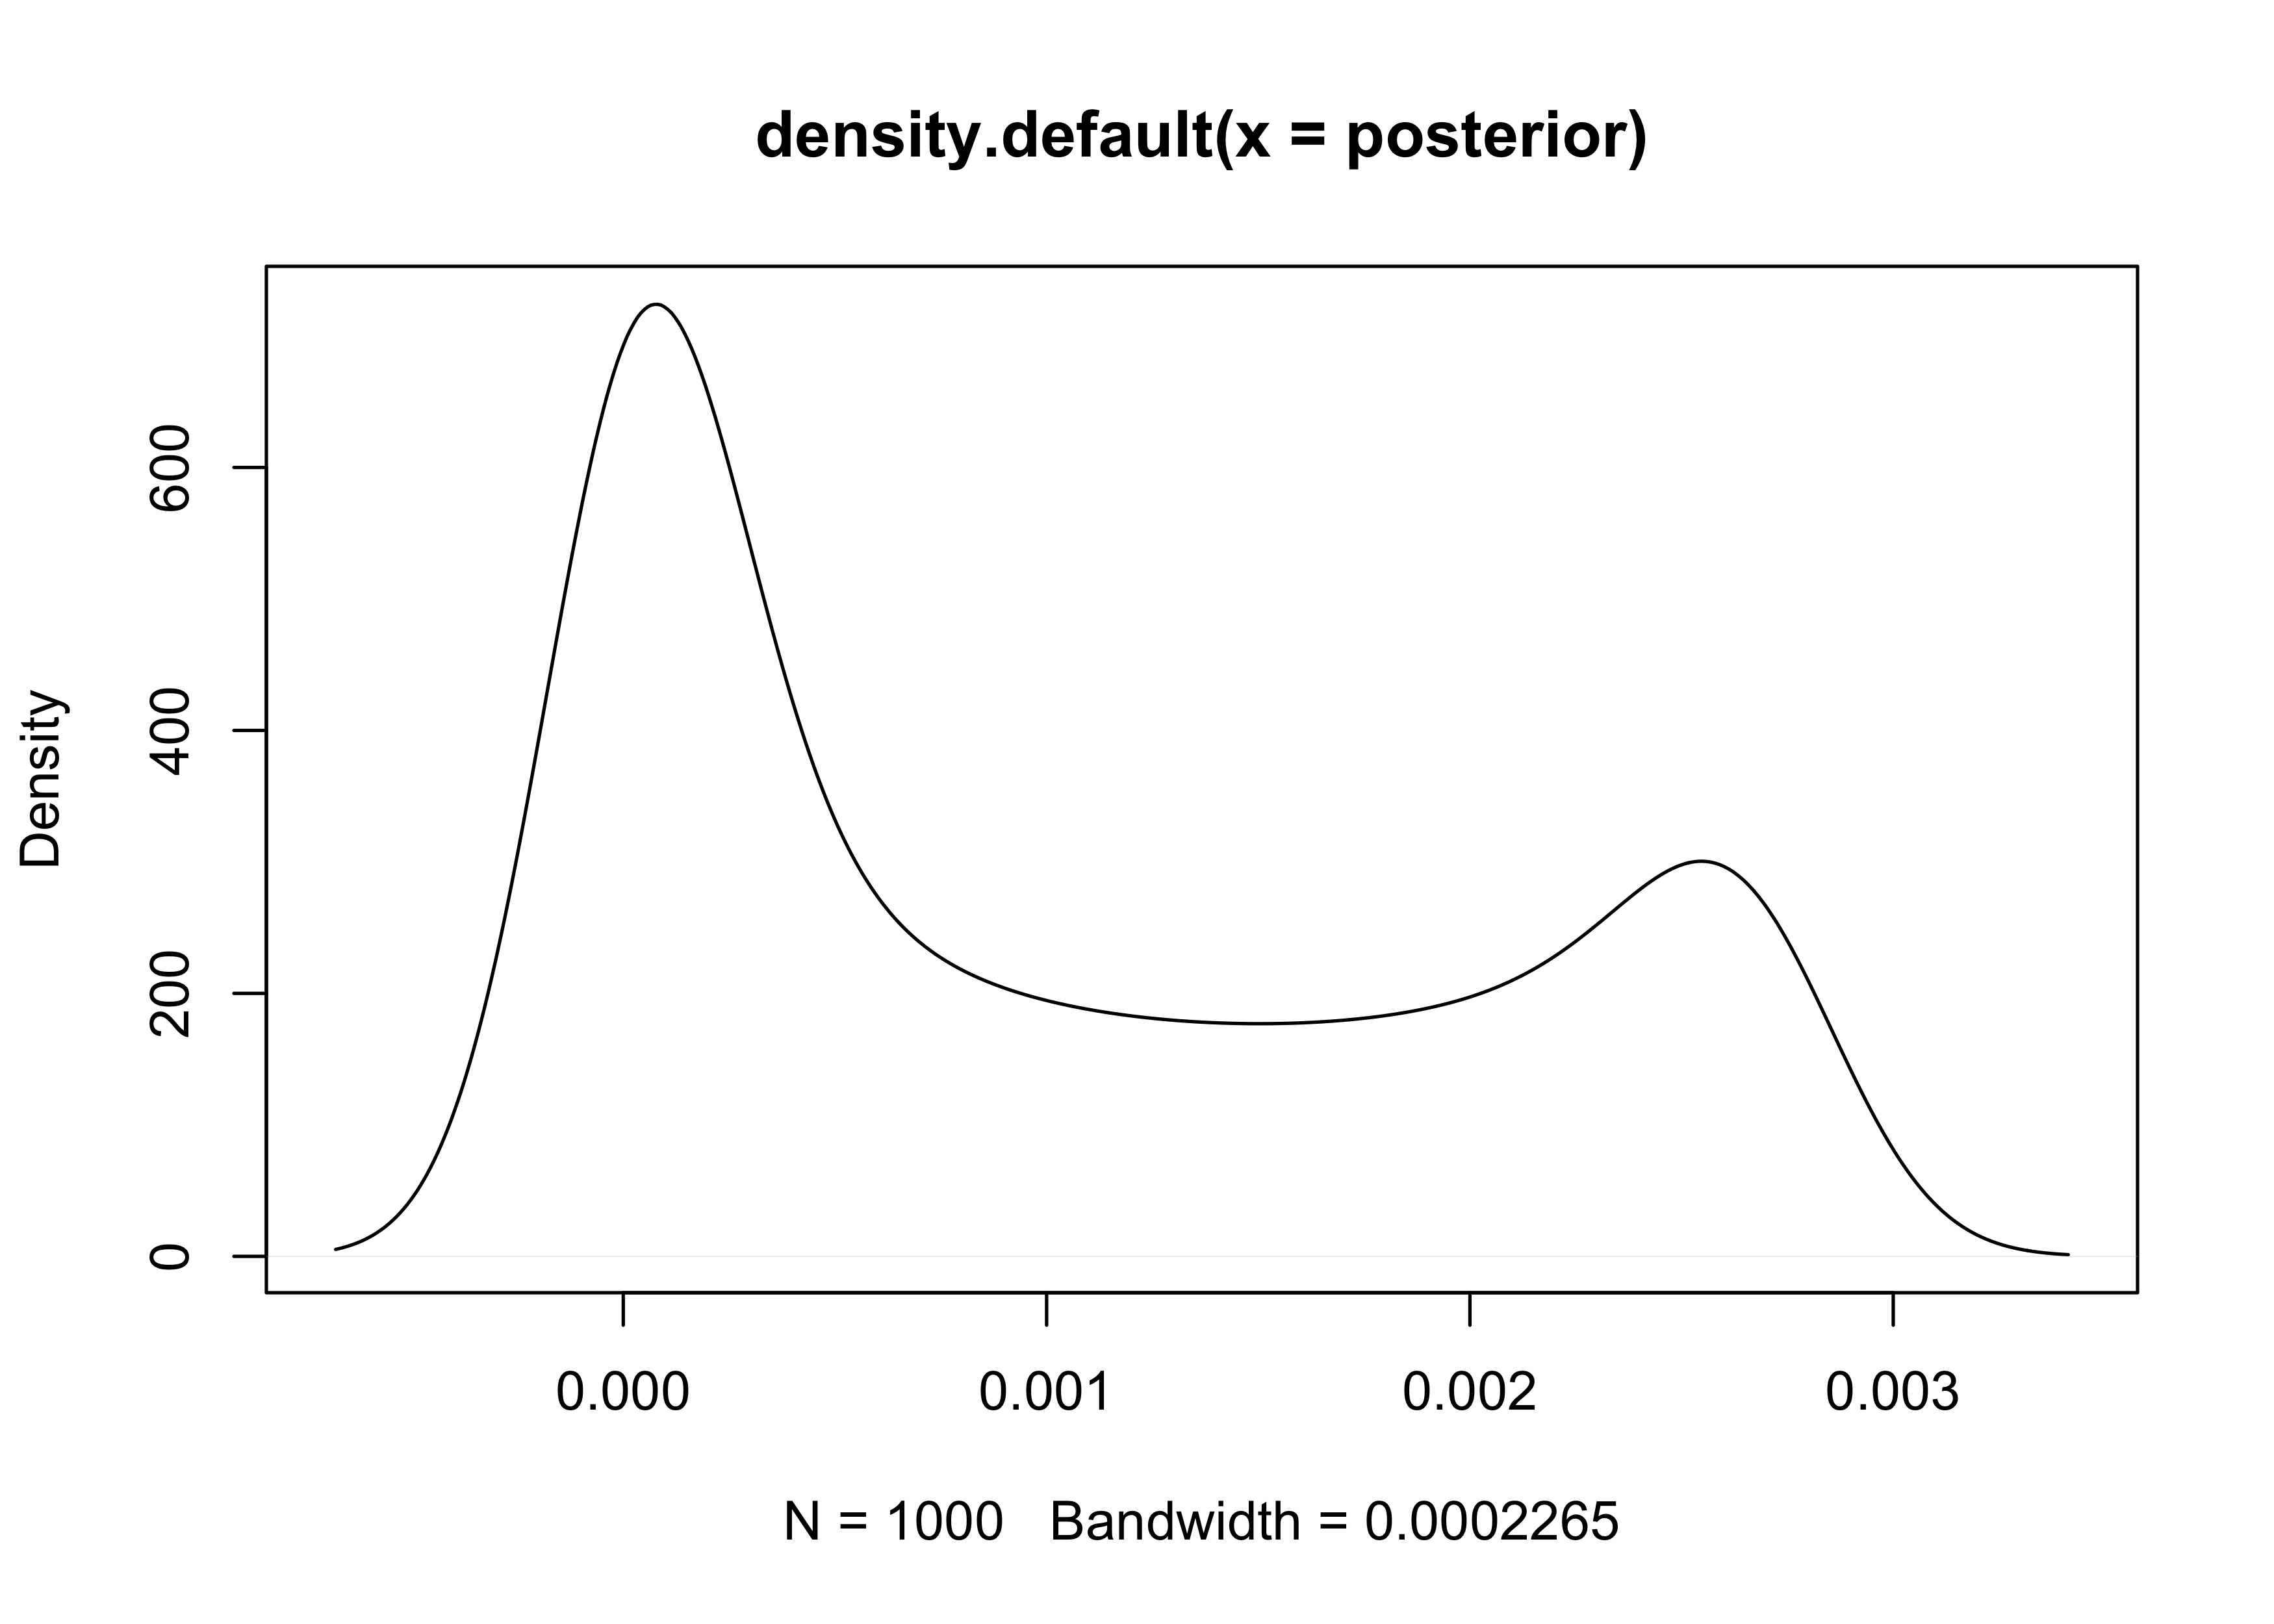 density.default(x = posterior)
Density
600
400
200
0
0.000 0.001 0.002 0.003
N = 1000 Bandwidth = 0.0002265